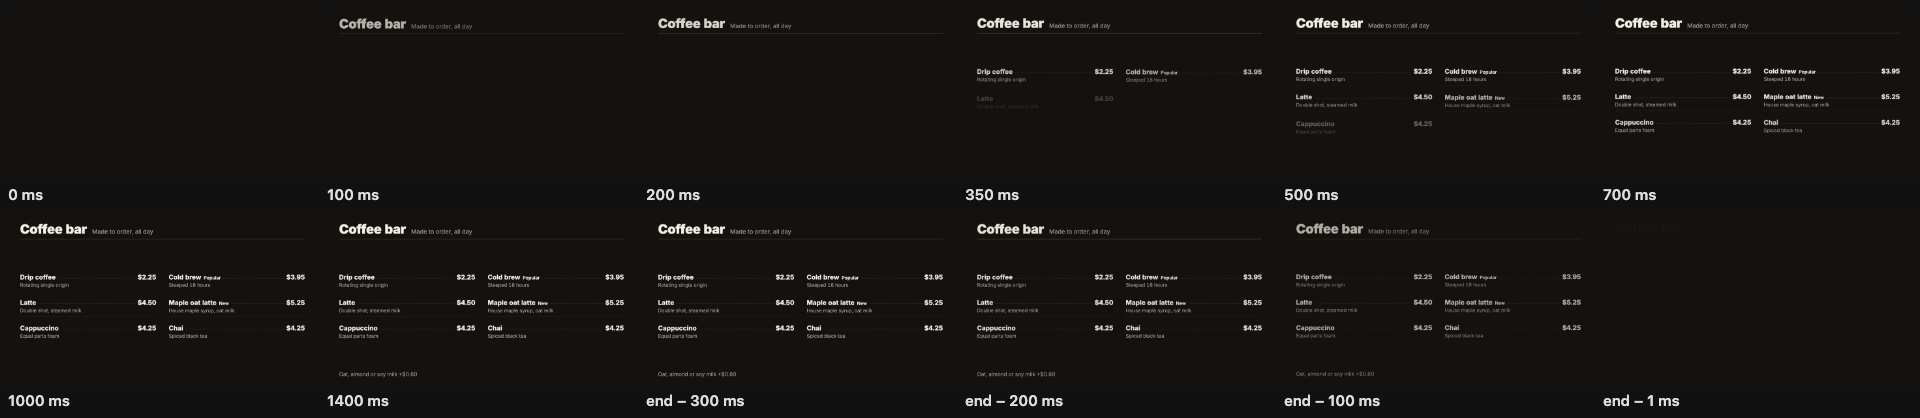 Coffee bar Made to order, all day
Coffee bar Made to order, all day
Coffee bar Made to order, all day
Coffee bar Made to order, all day
Coffee bar Made to order, all day
Drip coffee $2.25 Cold brew Popular $3.95
Rotating single origin Steeped 18 hours
Latte $4.50
Double shot, steamed milk
Drip coffee $2.25 Cold brew Popular $3.95
Rotating single origin Steeped 18 hours
Latte $4.50 Maple oat latte New $5.25
Double shot, steamed milk House maple syrup, oat milk
Cappuccino $4.25
Equal parts foam
Drip coffee $2.25 Cold brew Popular $3.95
Rotating single origin Steeped 18 hours
Latte $4.50 Maple oat latte New $5.25
Double shot, steamed milk House maple syrup, oat milk
Cappuccino $4.25 Chai $4.25
Equal parts foam Spiced black tea
0 ms
100 ms
200 ms
350 ms
500 ms
700 ms
Coffee bar Made to order, all day
Drip coffee $2.25 Cold brew Popular $3.95
Rotating single origin Steeped 18 hours
Latte $4.50 Maple oat latte New $5.25
Double shot, steamed milk House maple syrup, oat milk
Cappuccino $4.25 Chai $4.25
Equal parts foam Spiced black tea
1000 ms
Coffee bar Made to order, all day
Drip coffee $2.25 Cold brew Popular $3.95
Rotating single origin Steeped 18 hours
Latte $4.50 Maple oat latte New $5.25
Double shot, steamed milk House maple syrup, oat milk
Cappuccino $4.25 Chai $4.25
Equal parts foam Spiced black tea
Oat, almond or soy milk +$0.60
1400 ms
Coffee bar Made to order, all day
Drip coffee $2.25 Cold brew Popular $3.95
Rotating single origin Steeped 18 hours
Latte $4.50 Maple oat latte New $5.25
Double shot, steamed milk House maple syrup, oat milk
Cappuccino $4.25 Chai $4.25
Equal parts foam Spiced black tea
Oat, almond or soy milk +$0.60
end – 300 ms
Coffee bar Made to order, all day
Drip coffee $2.25 Cold brew Popular $3.95
Rotating single origin Steeped 18 hours
Latte $4.50 Maple oat latte New $5.25
Double shot, steamed milk House maple syrup, oat milk
Cappuccino $4.25 Chai $4.25
Equal parts foam Spiced black tea
Oat, almond or soy milk +$0.60
end – 200 ms
Coffee bar Made to order, all day
Drip coffee $2.25 Cold brew Popular $3.95
Rotating single origin Steeped 18 hours
Latte $4.50 Maple oat latte New $5.25
Double shot, steamed milk House maple syrup, oat milk
Cappuccino $4.25 Chai $4.25
Equal parts foam Spiced black tea
Oat, almond or soy milk +$0.60
end – 100 ms
end – 1 ms